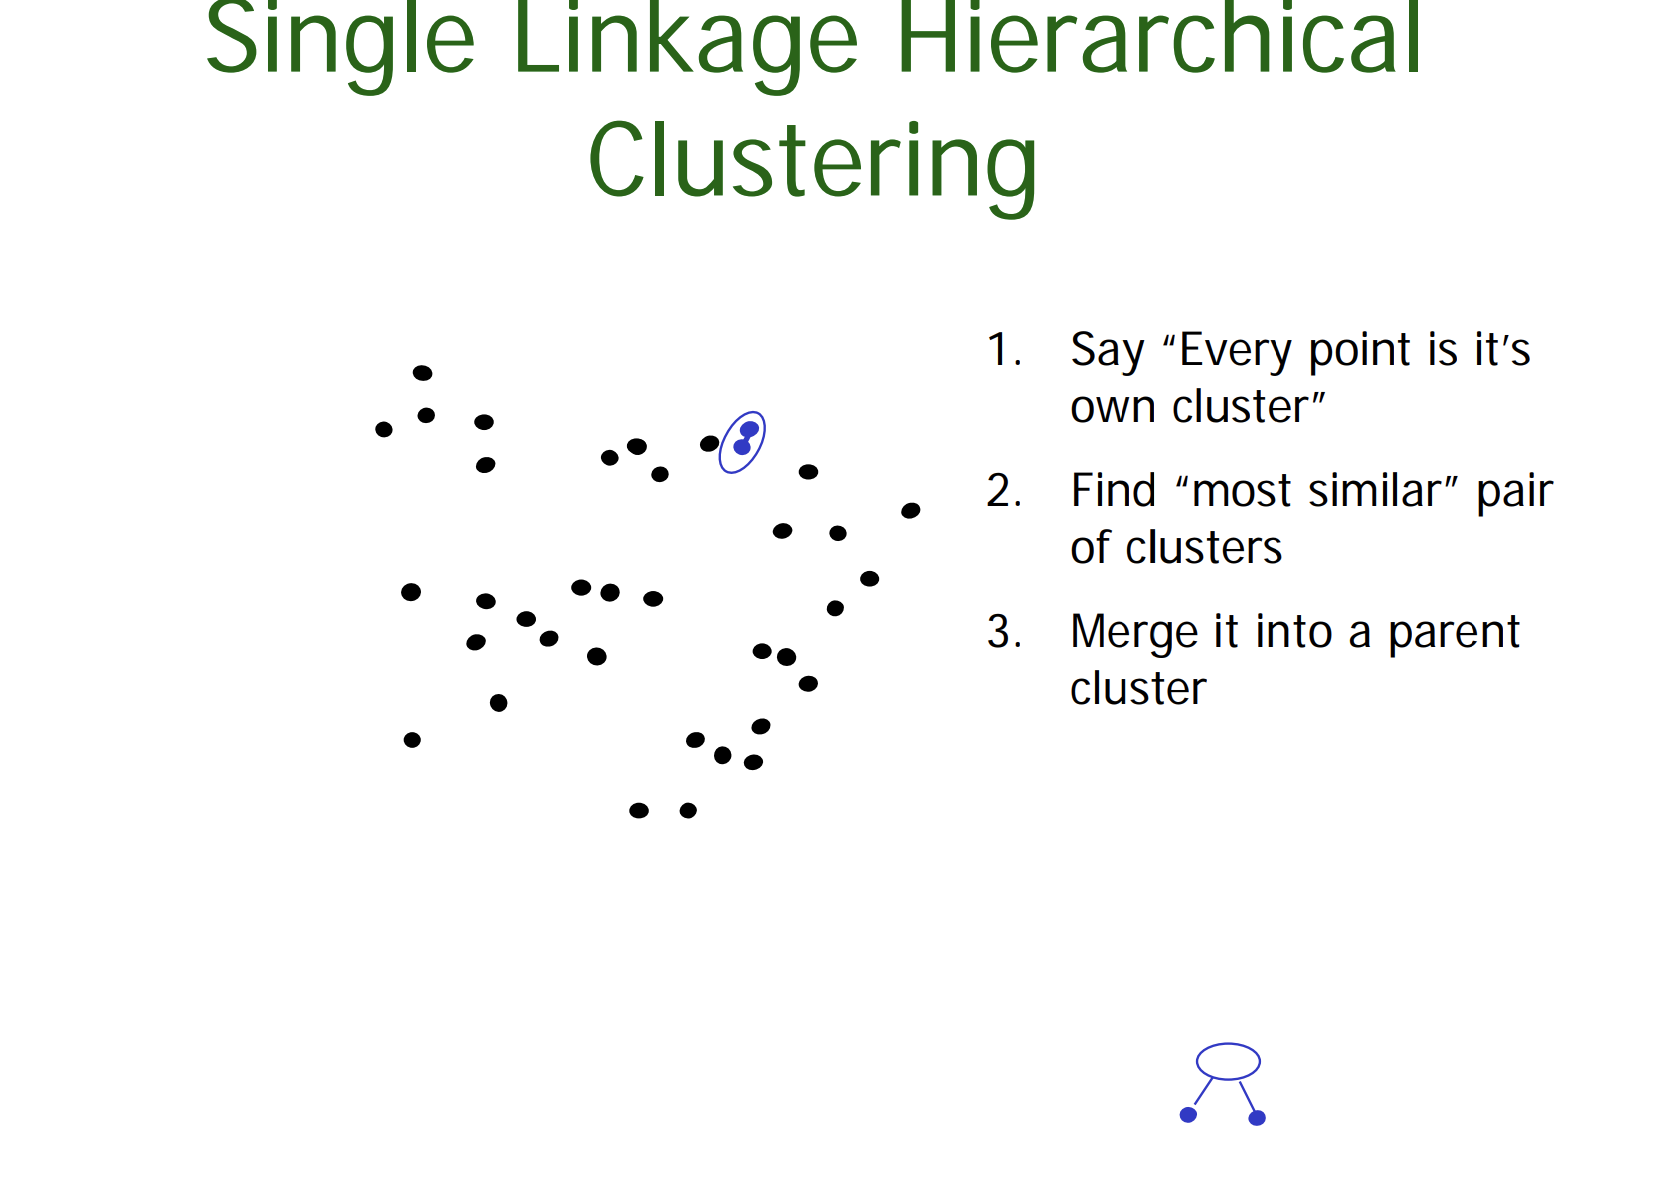 Single Linkage Hierarchical
Clustering
1. Say “Every point is it’s
own cluster”
2. Find “most similar” pair
of clusters
3. Merge it into a parent
cluster